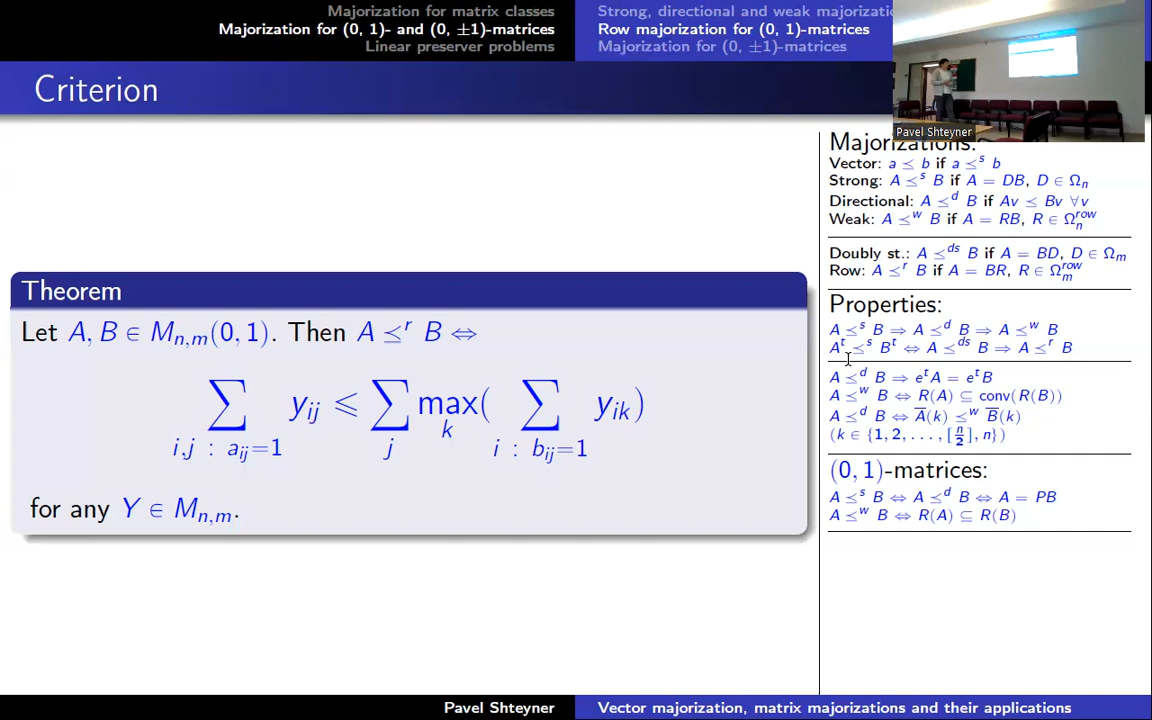 Majorization for matrix classes
Majorization for (0, 1)- and (0, ±1)-matrices
Linear preserver problems
Strong, directional and weak majorizatio
Row majorization for (0, 1)-matrices
Majorization for (0, ±1)-matrices
Criterion
Pavel Shteyner
Theorem
Let A, B ∈ M_{n,m}(0, 1). Then A ⪯^r B ⇔
∑_{i,j : a_{ij}=1} y_{ij} ⩽ ∑_j max_k( ∑_{i : b_{ij}=1} y_{ik})
for any Y ∈ M_{n,m}.
Majorizations:
Vector: a ⪯ b if a ⪯^s b
Strong: A ⪯^s B if A = DB, D ∈ Ω_n
Directional: A ⪯^d B if Av ⪯ Bv ∀v
Weak: A ⪯^w B if A = RB, R ∈ Ω_n^{row}
Doubly st.: A ⪯^{ds} B if A = BD, D ∈ Ω_m
Row: A ⪯^r B if A = BR, R ∈ Ω_m^{row}
Properties:
A ⪯^s B ⇒ A ⪯^d B ⇒ A ⪯^w B
A^t ⪯^s B^t ⇔ A ⪯^{ds} B ⇒ A ⪯^r B
A ⪯^d B ⇒ e^t A = e^t B
A ⪯^w B ⇔ R(A) ⊆ conv(R(B))
A ⪯^d B ⇔ A̅(k) ⪯^w B̅(k)
(k ∈ {1, 2, . . . , [n/2], n})
(0, 1)-matrices:
A ⪯^s B ⇔ A ⪯^d B ⇔ A = PB
A ⪯^w B ⇔ R(A) ⊆ R(B)
Pavel Shteyner
Vector majorization, matrix majorizations and their applications